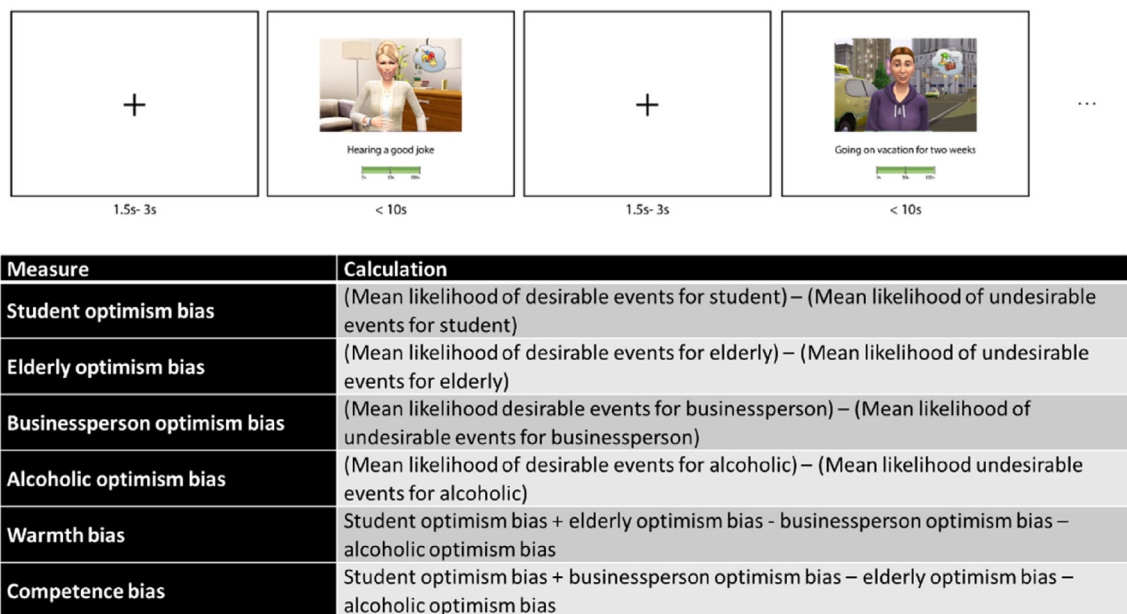 +
Hearing a good joke
+
Going on vacation for two weeks
...
1.5s- 3s
< 10s
1.5s- 3s
< 10s
Measure
Calculation
Student optimism bias
(Mean likelihood of desirable events for student) – (Mean likelihood of undesirable
events for student)
Elderly optimism bias
(Mean likelihood of desirable events for elderly) – (Mean likelihood of undesirable
events for elderly)
Businessperson optimism bias
(Mean likelihood desirable events for businessperson) – (Mean likelihood of
undesirable events for businessperson)
Alcoholic optimism bias
(Mean likelihood of desirable events for alcoholic) – (Mean likelihood undesirable
events for alcoholic)
Warmth bias
Student optimism bias + elderly optimism bias - businessperson optimism bias –
alcoholic optimism bias
Competence bias
Student optimism bias + businessperson optimism bias – elderly optimism bias –
alcoholic optimism bias